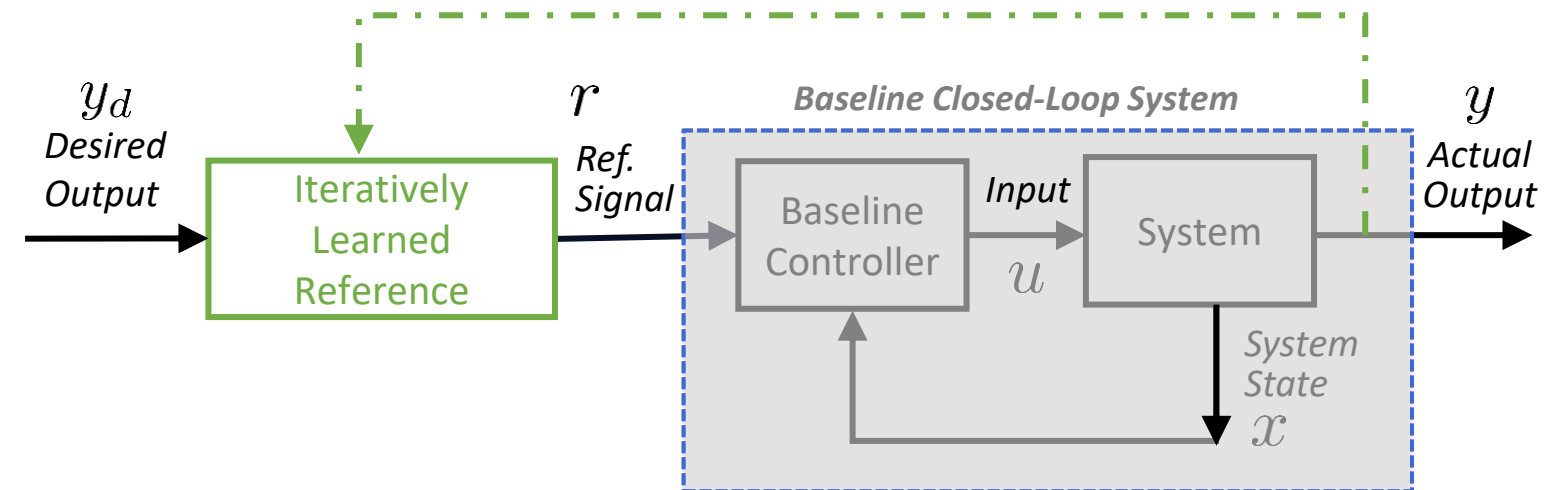 y_d
Desired
Output
Iteratively
Learned
Reference
r
Ref.
Signal
Baseline Closed-Loop System
Baseline
Controller
Input
u
System
System
State
x
y
Actual
Output